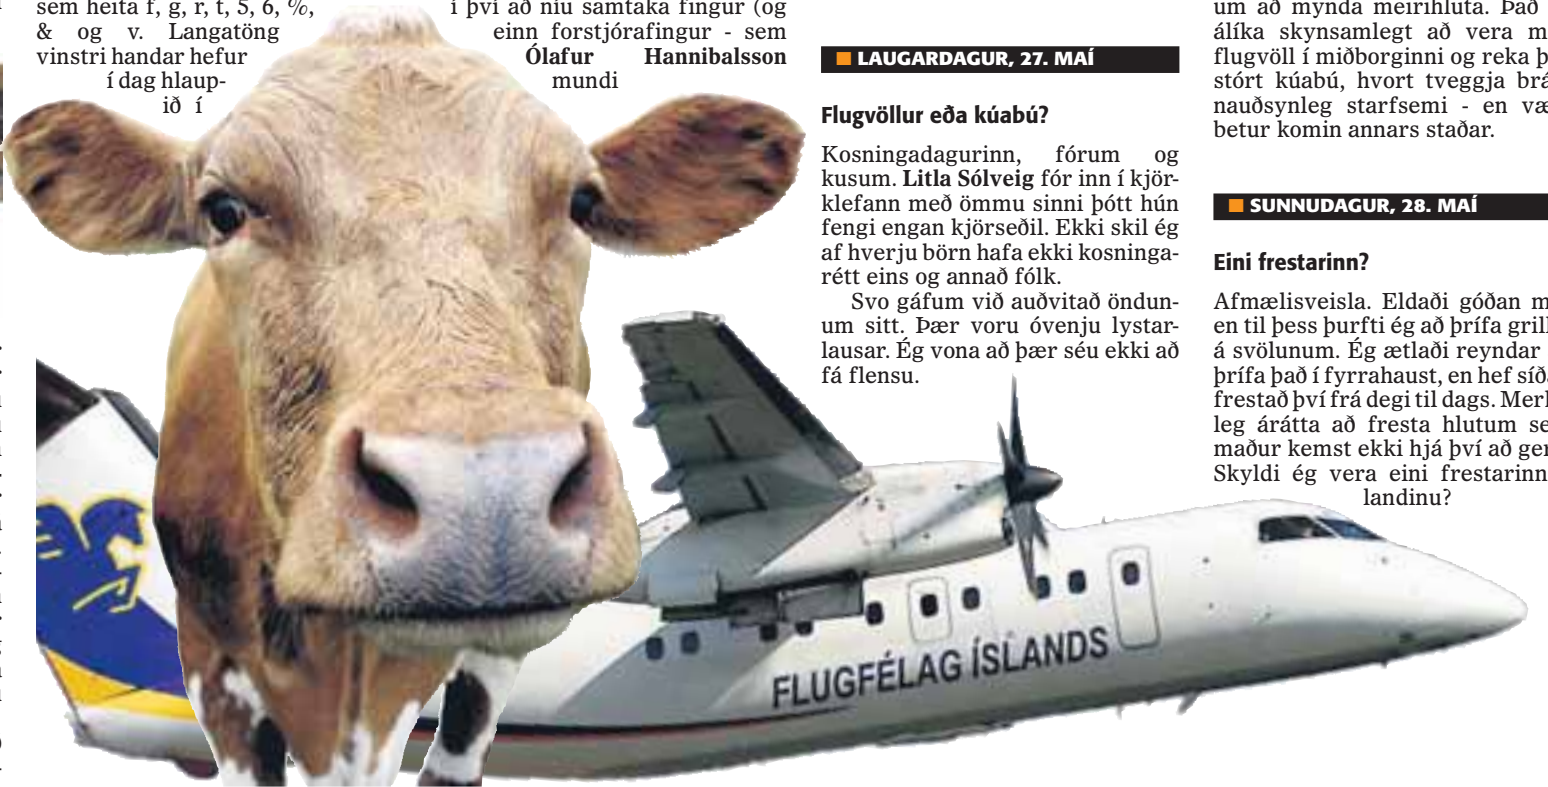 sem heita f, g, r, t, 5, 6, %,
& og v. Langatöng
vinstri handar hefur
í dag hlaup-
ið í
í því að níu samtaka fingur (og
einn forstjórafingur - sem
Ólafur Hannibalsson
mundi
LAUGARDAGUR, 27. MAÍ
Flugvöllur eða kúabú?
Kosningadagurinn, fórum og
kusum. Litla Sólveig fór inn í kjör-
klefann með ömmu sinni þótt hún
fengi engan kjörseðil. Ekki skil ég
af hverju börn hafa ekki kosninga-
rétt eins og annað fólk.
Svo gáfum við auðvitað öndun-
um sitt. Þær voru óvenju lystar-
lausar. Ég vona að þær séu ekki að
fá flensu.
um að mynda meirihluta. Það
álíka skynsamlegt að vera
flugvöll í miðborginni og reka
stórt kúabú, hvort tveggja
nauðsynleg starfsemi - en
betur komin annars staðar.
SUNNUDAGUR, 28. MAÍ
Eini frestarinn?
Afmælisveisla. Eldaði góðan
en til þess þurfti ég að þrífa
á svölunum. Ég ætlaði reyndar
þrífa það í fyrrahaust, en hef
frestað því frá degi til dags.
leg árátta að fresta hlutum
maður kemst ekki hjá því að
Skyldi ég vera eini frestarinn
landinu?
FLUGFÉLAG ÍSLANDS